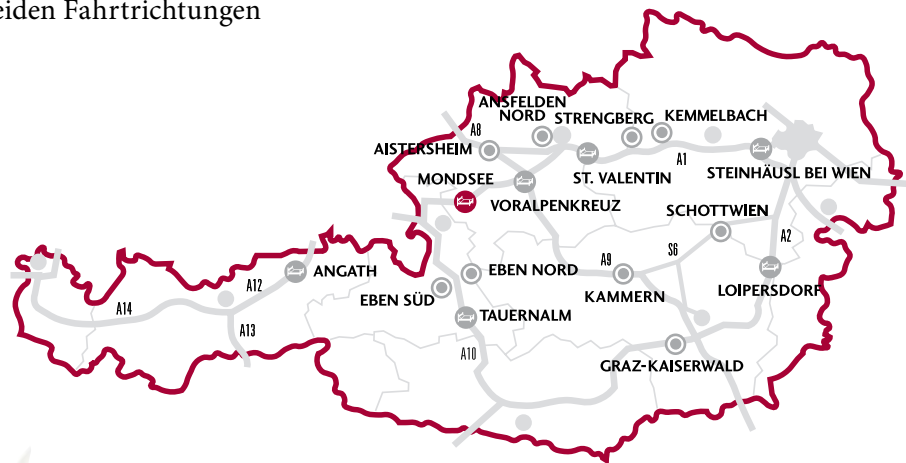 eiden Fahrtrichtungen
ANSFELDEN
NORD
STRENGBERG
KEMMELBACH
A8
AISTERSHEIM
A1
MONDSEE
ST. VALENTIN
STEINHÄUSL BEI WIEN
VORALPENKREUZ
SCHOTTWIEN
A2
S6
A9
ANGATH
EBEN NORD
A12
EBEN SÜD
KAMMERN
LOIPERSDORF
A14
TAUERNALM
A13
A10
GRAZ-KAISERWALD